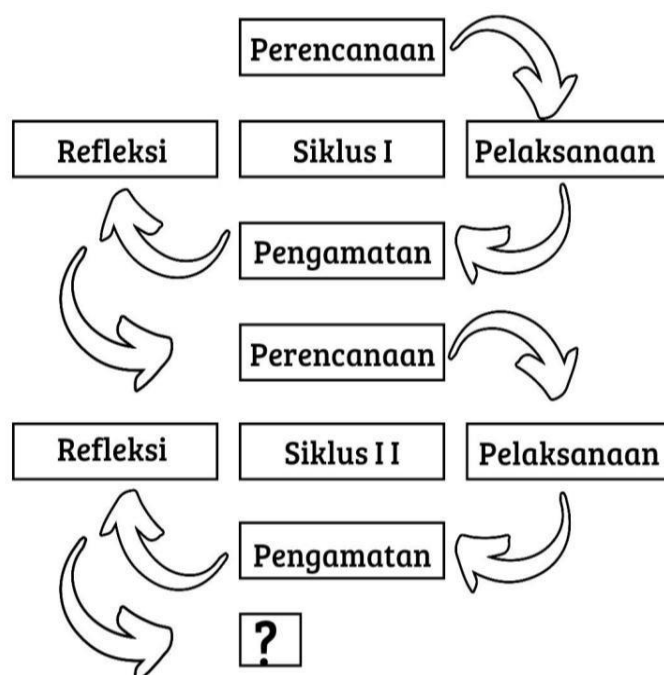 Perencanaan
Refleksi
Siklus I
Pelaksanaan
Pengamatan
Perencanaan
Refleksi
Siklus I I
Pelaksanaan
Pengamatan
?